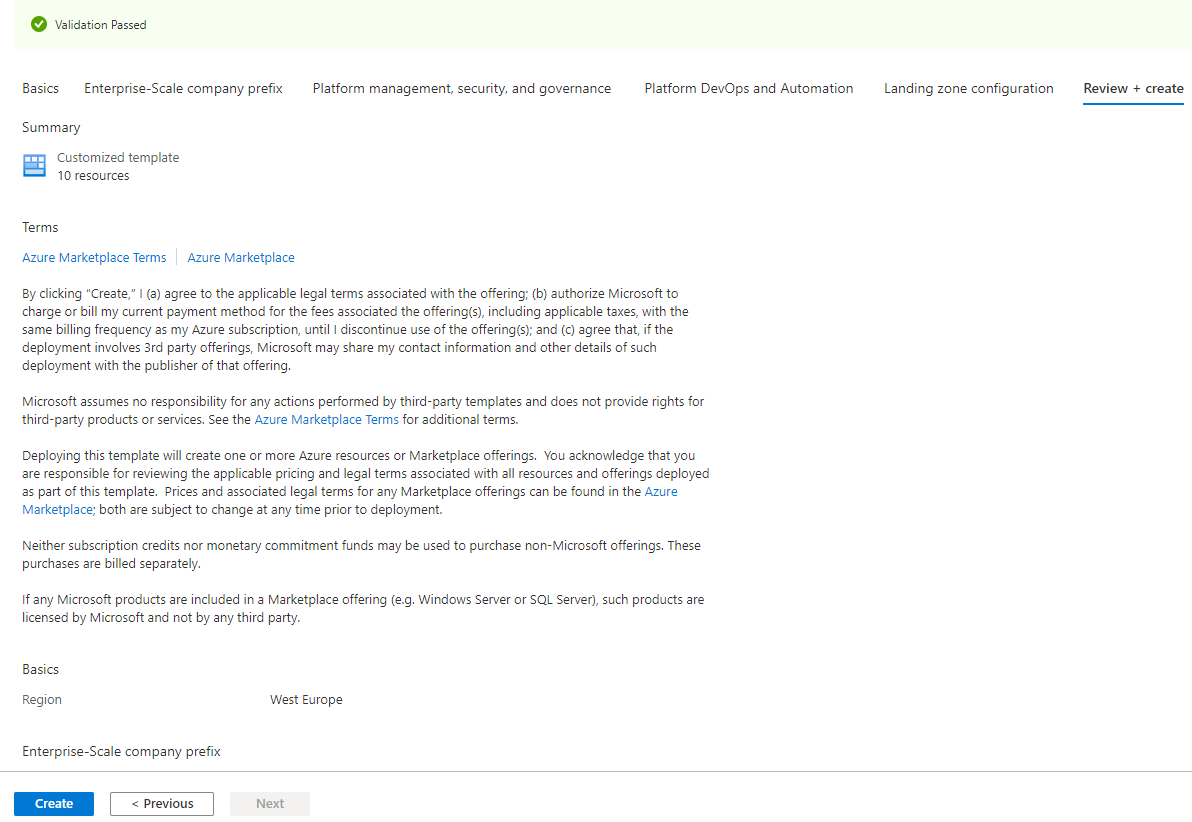 Validation Passed
Basics Enterprise-Scale company prefix Platform management, security, and governance Platform DevOps and Automation Landing zone configuration Review + create
Summary
Customized template
10 resources
Terms
Azure Marketplace Terms Azure Marketplace
By clicking “Create,” I (a) agree to the applicable legal terms associated with the offering; (b) authorize Microsoft to
charge or bill my current payment method for the fees associated the offering(s), including applicable taxes, with the
same billing frequency as my Azure subscription, until I discontinue use of the offering(s); and (c) agree that, if the
deployment involves 3rd party offerings, Microsoft may share my contact information and other details of such
deployment with the publisher of that offering.
Microsoft assumes no responsibility for any actions performed by third-party templates and does not provide rights for
third-party products or services. See the Azure Marketplace Terms for additional terms.
Deploying this template will create one or more Azure resources or Marketplace offerings.  You acknowledge that you
are responsible for reviewing the applicable pricing and legal terms associated with all resources and offerings deployed
as part of this template.  Prices and associated legal terms for any Marketplace offerings can be found in the Azure
Marketplace; both are subject to change at any time prior to deployment.
Neither subscription credits nor monetary commitment funds may be used to purchase non-Microsoft offerings. These
purchases are billed separately.
If any Microsoft products are included in a Marketplace offering (e.g. Windows Server or SQL Server), such products are
licensed by Microsoft and not by any third party.
Basics
Region West Europe
Enterprise-Scale company prefix
Create < Previous Next